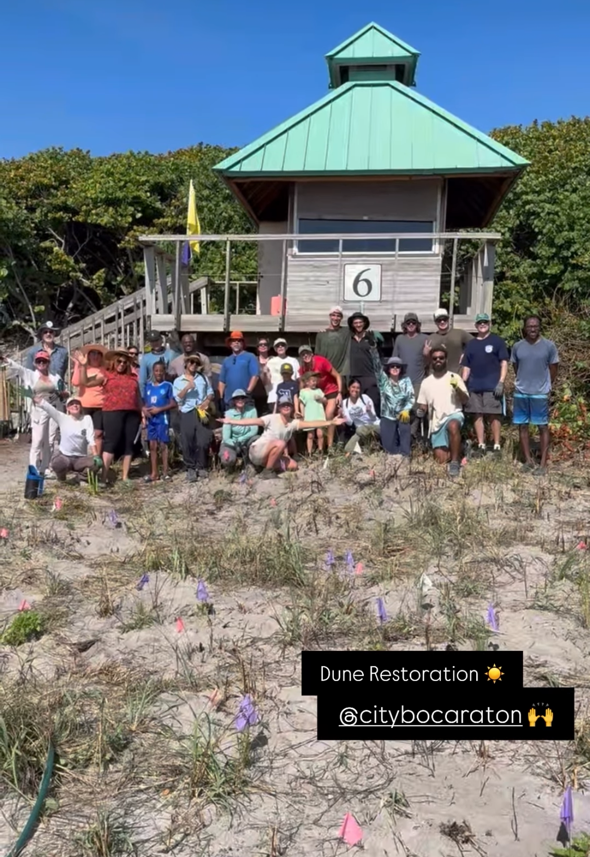 6
Dune Restoration ☀️
@citybocaraton 🙌